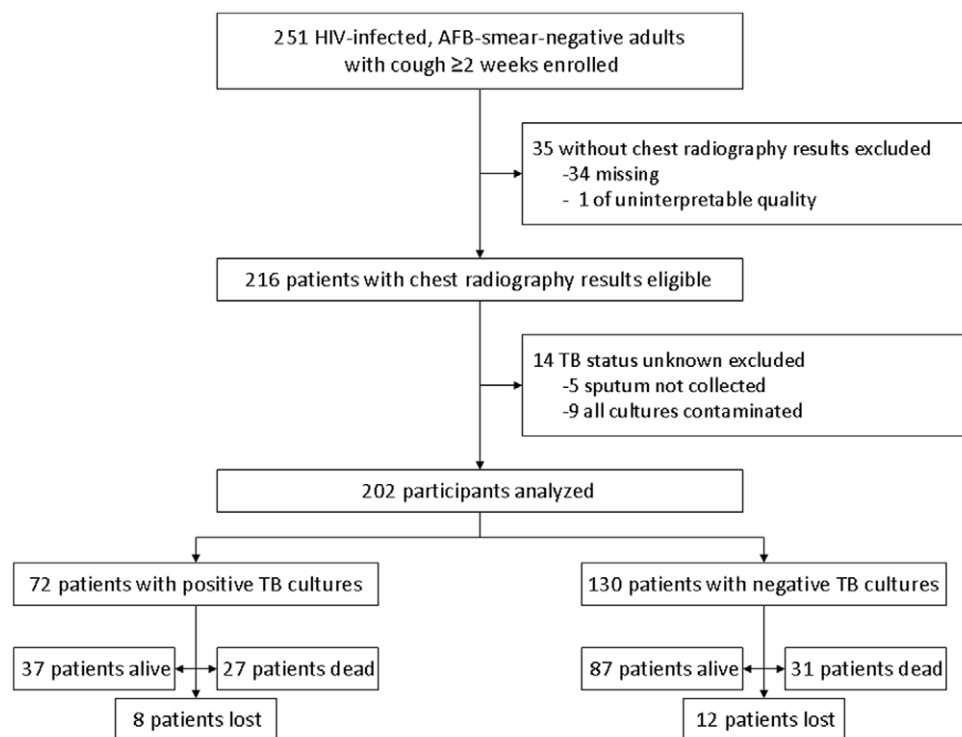 251 HIV-infected, AFB-smear-negative adults
with cough ≥2 weeks enrolled
35 without chest radiography results excluded
-34 missing
- 1 of uninterpretable quality
216 patients with chest radiography results eligible
14 TB status unknown excluded
-5 sputum not collected
-9 all cultures contaminated
202 participants analyzed
72 patients with positive TB cultures
130 patients with negative TB cultures
37 patients alive
27 patients dead
87 patients alive
31 patients dead
8 patients lost
12 patients lost